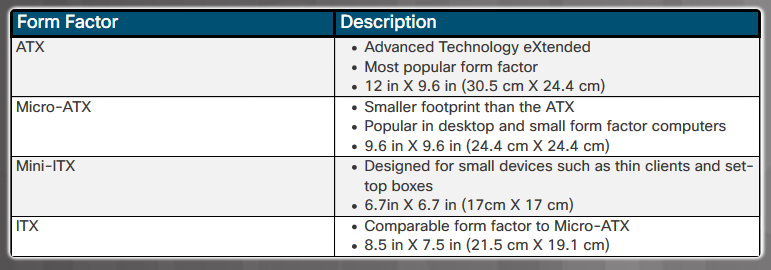 Form Factor Description
ATX
• Advanced Technology eXtended
• Most popular form factor
• 12 in X 9.6 in (30.5 cm X 24.4 cm)
Micro-ATX
• Smaller footprint than the ATX
• Popular in desktop and small form factor computers
• 9.6 in X 9.6 in (24.4 cm X 24.4 cm)
Mini-ITX
• Designed for small devices such as thin clients and set-
top boxes
• 6.7in X 6.7 in (17cm X 17 cm)
ITX
• Comparable form factor to Micro-ATX
• 8.5 in X 7.5 in (21.5 cm X 19.1 cm)